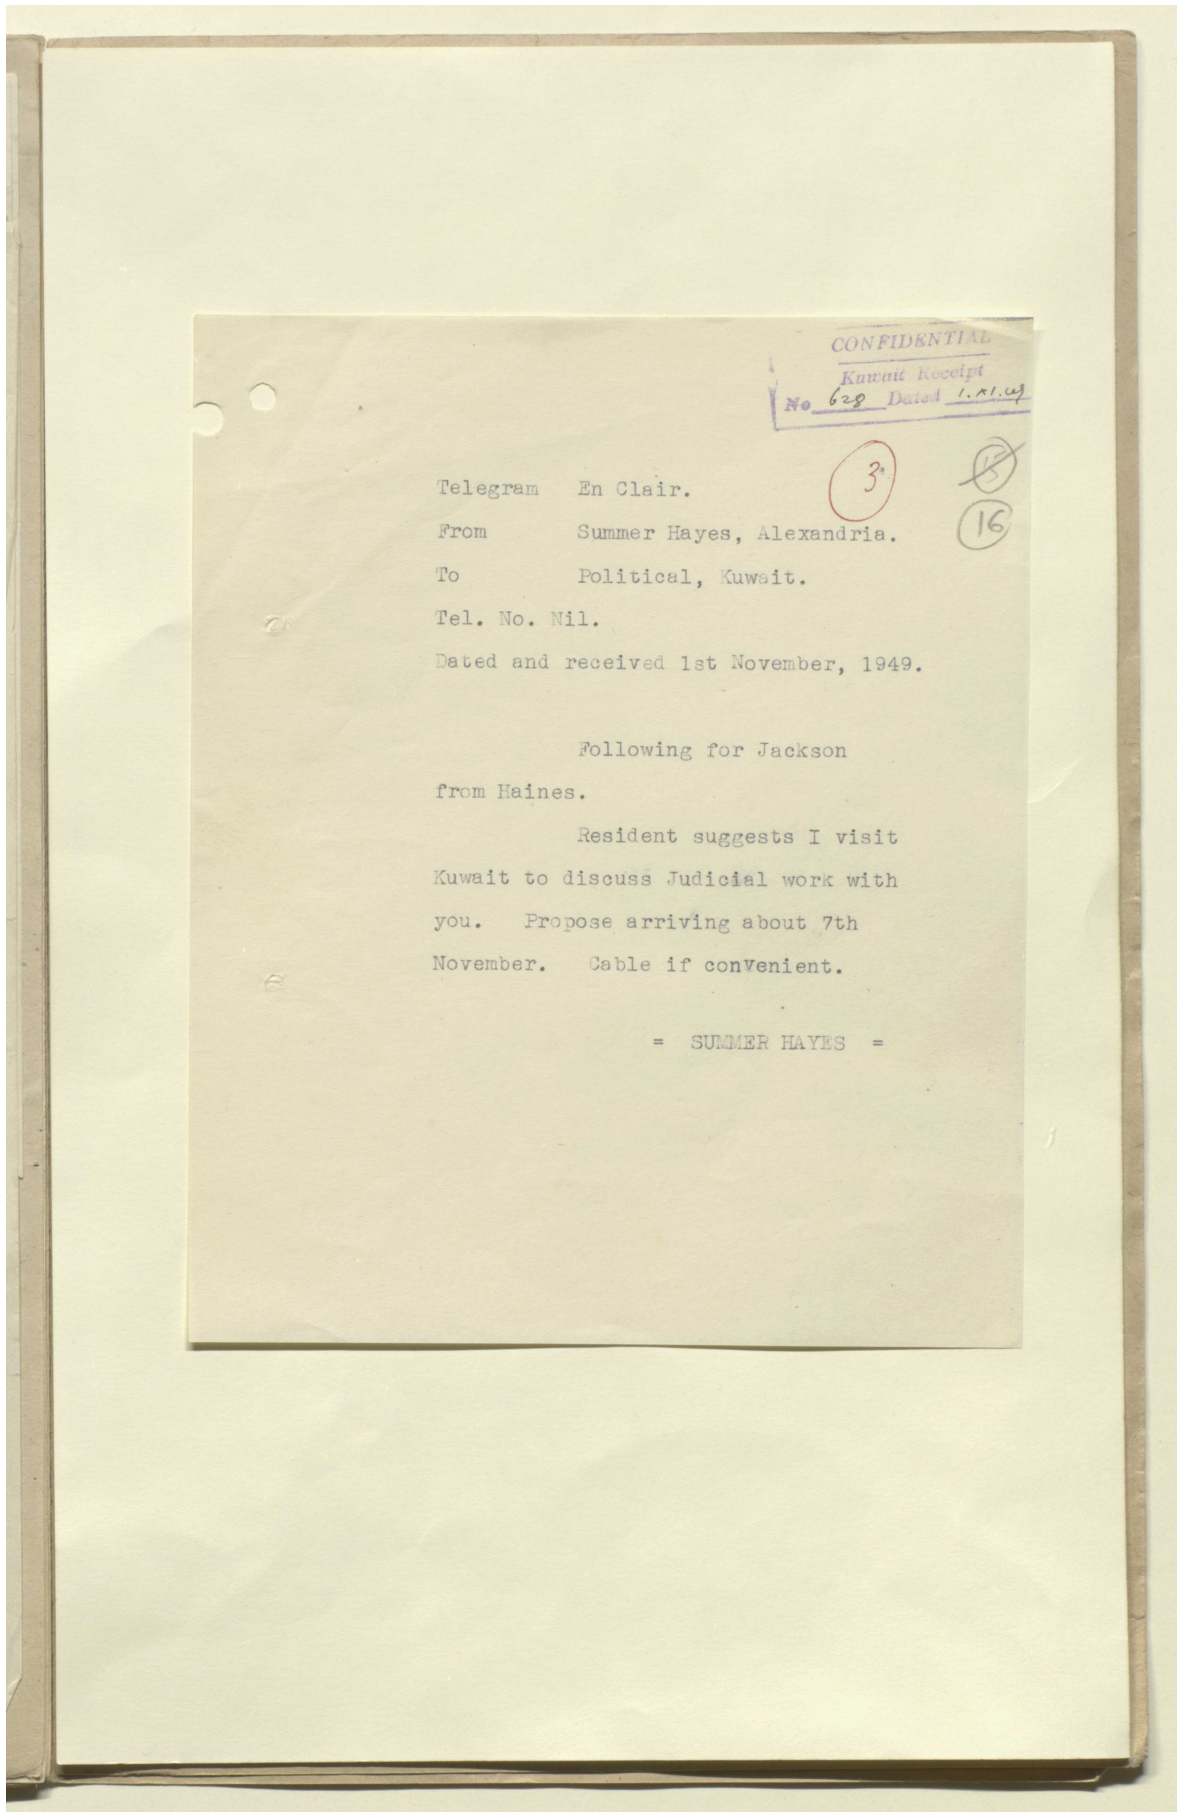 CONFIDENTIAL
Kuwait Receipt
No 628 Dated 1.XI.49
3
15
16
Telegram En Clair.
From Summer Hayes, Alexandria.
To Political, Kuwait.
Tel. No. Nil.
Dated and received 1st November, 1949.
Following for Jackson
from Haines.
Resident suggests I visit
Kuwait to discuss Judicial work with
you. Propose arriving about 7th
November. Cable if convenient.
= SUMMER HAYES =